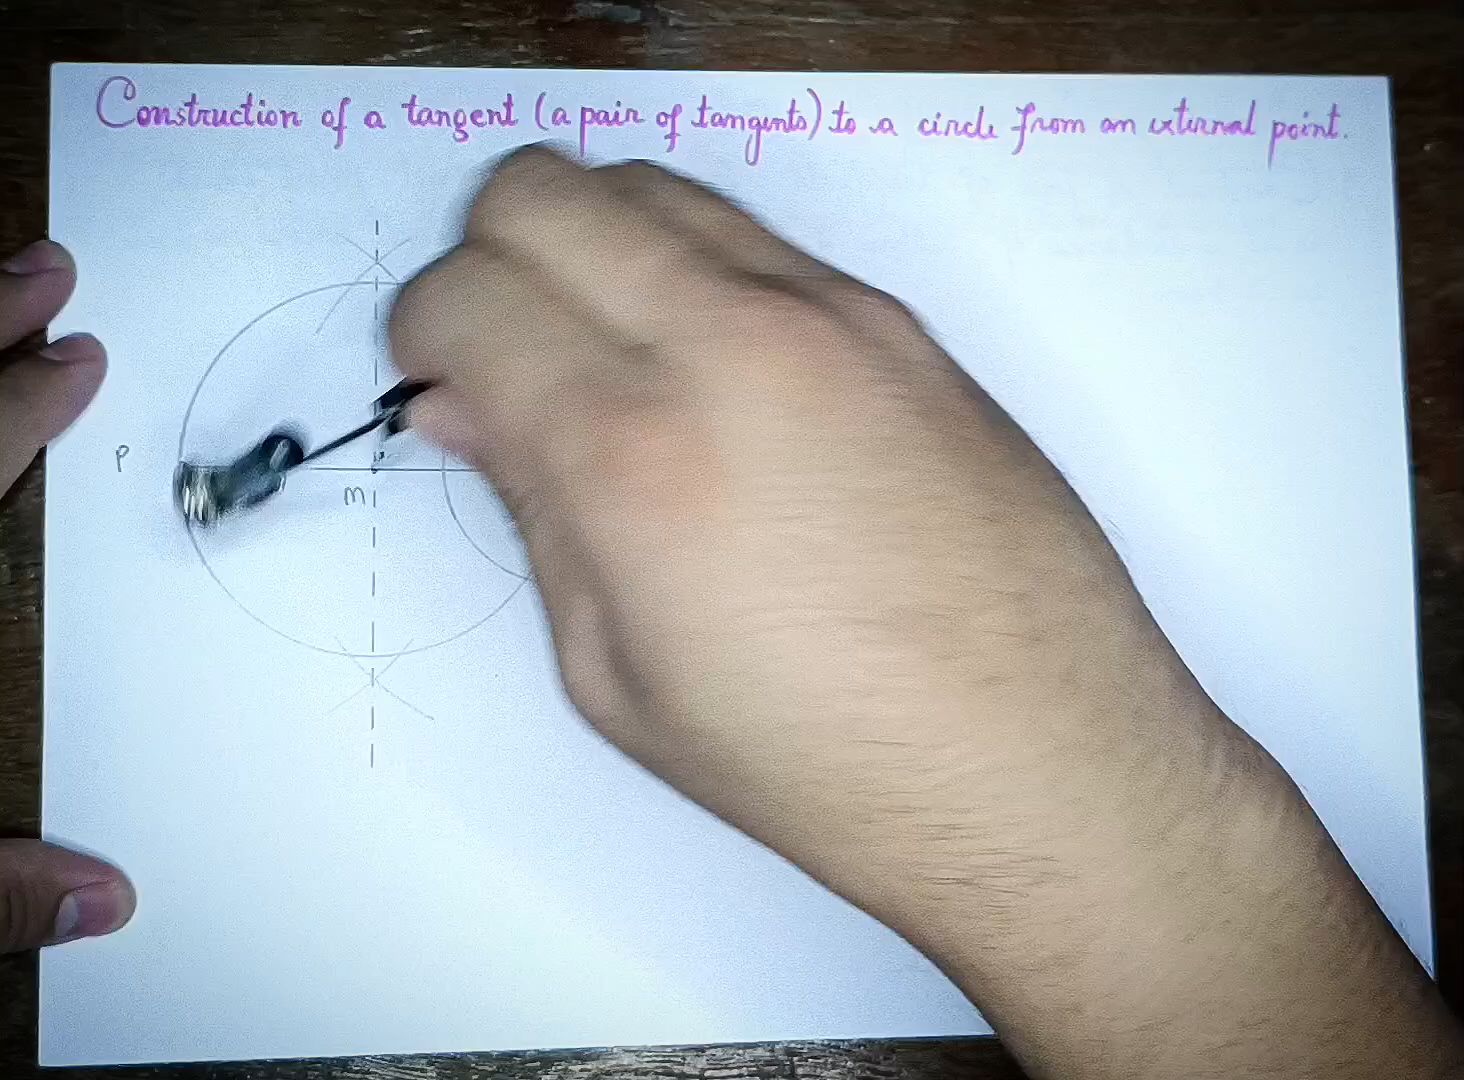 Construction of a tangent (a pair of tangents) to a circle from an external point.
P
M